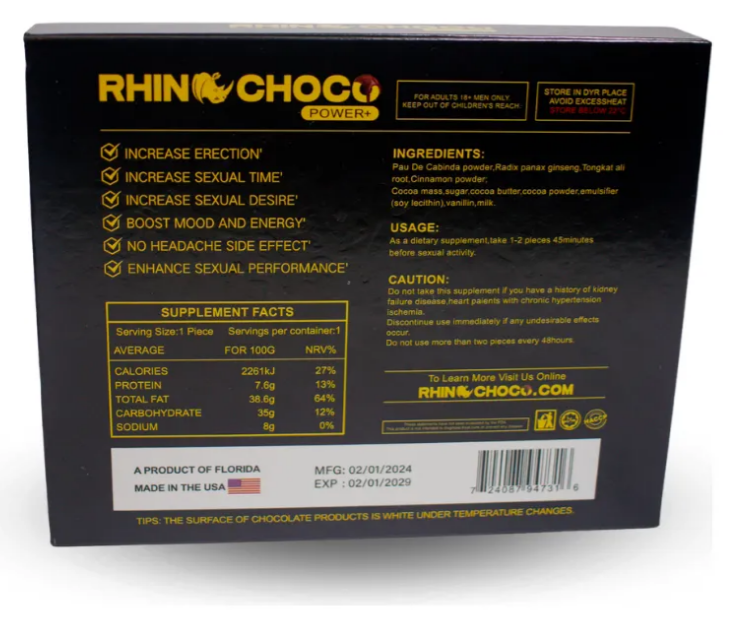 RHINO CHOCO
POWER+
FOR ADULTS 18+ MEN ONLY
KEEP OUT OF CHILDREN'S REACH
STORE IN DYR PLACE
AVOID EXCESSHEAT
STORE BELOW 22°C
INCREASE ERECTION'
INCREASE SEXUAL TIME'
INCREASE SEXUAL DESIRE'
BOOST MOOD AND ENERGY'
NO HEADACHE SIDE EFFECT'
ENHANCE SEXUAL PERFORMANCE'
SUPPLEMENT FACTS
Serving Size:1 Piece Servings per container:1
AVERAGE FOR 100G NRV%
CALORIES 2261kJ 27%
PROTEIN 7.6g 13%
TOTAL FAT 38.6g 64%
CARBOHYDRATE 35g 12%
SODIUM 8g 0%
INGREDIENTS:
Pau De Cabinda powder,Radix panax ginseng,Tongkat ali
root,Cinnamon powder;
Cocoa mass,sugar,cocoa butter,cocoa powder,emulsifier
(soy lecithin),vanillin,milk.
USAGE:
As a dietary supplement,take 1-2 pieces 45minutes
before sexual activity.
CAUTION:
Do not take this supplement if you have a history of kidney
failure disease,heart paients with chronic hypertension
ischemia.
Discontinue use immediately if any undesirable effects
occur.
Do not use more than two pieces every 48hours.
To Learn More Visit Us Online
RHINOCHOCO.COM
A PRODUCT OF FLORIDA
MADE IN THE USA
MFG: 02/01/2024
EXP : 02/01/2029
7 24087 94731 6
TIPS: THE SURFACE OF CHOCOLATE PRODUCTS IS WHITE UNDER TEMPERATURE CHANGES.